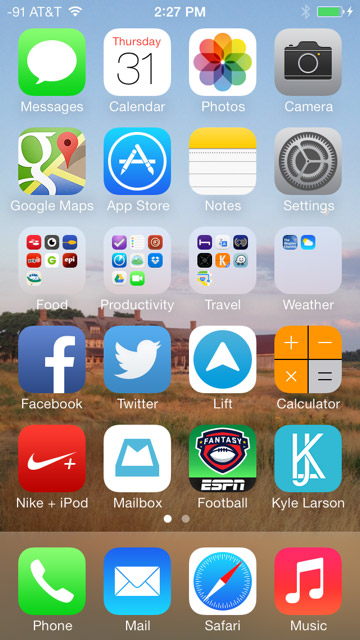 -91 AT&T 2:27 PM
Thursday
31
Messages Calendar Photos Camera
g
Google Maps App Store Notes Settings
Food Productivity Travel Weather
Facebook Twitter Lift Calculator
FANTASY
ESPN
Nike + iPod Mailbox Football Kyle Larson
Phone Mail Safari Music